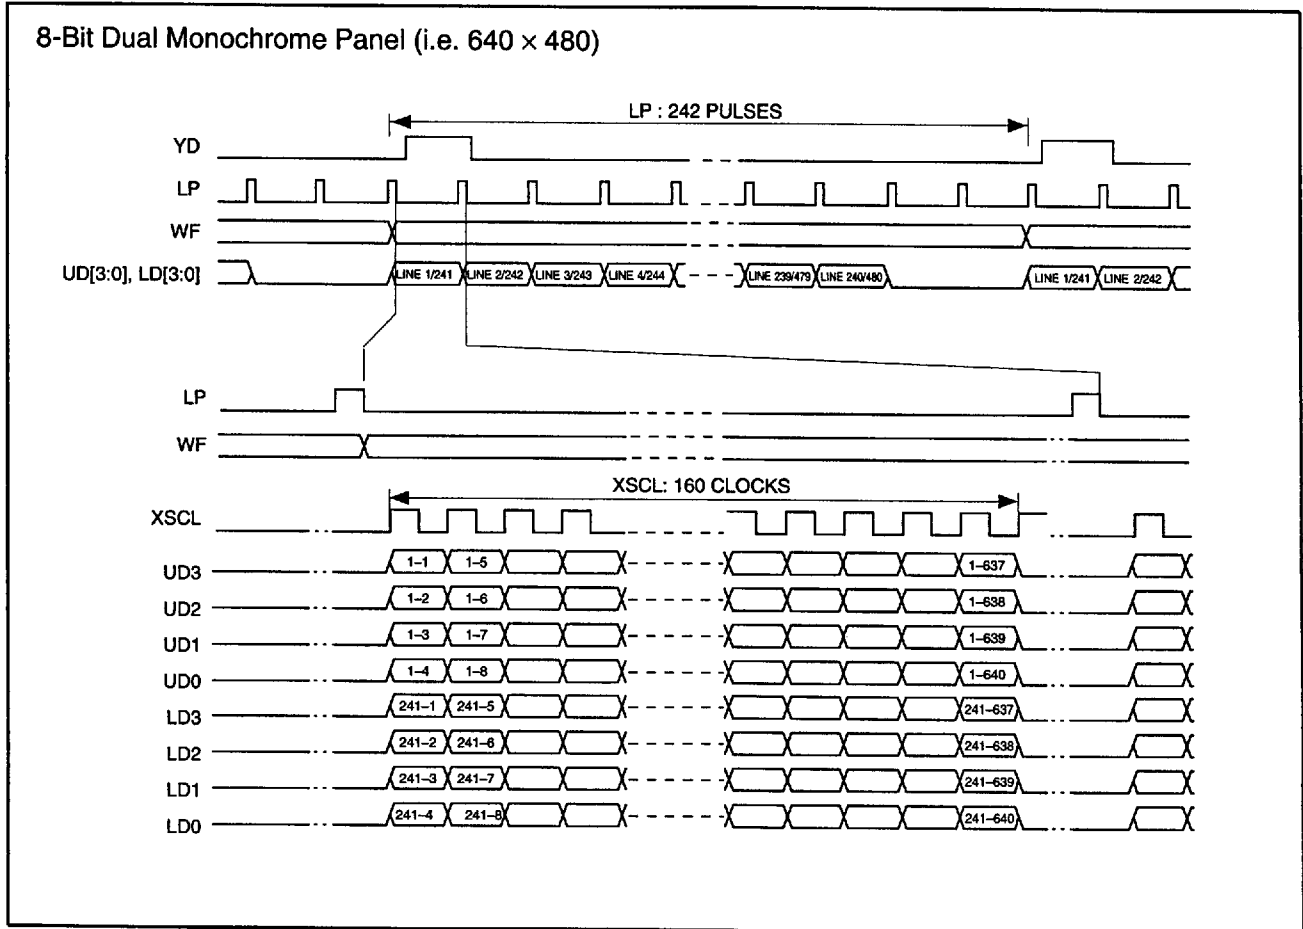 8-Bit Dual Monochrome Panel (i.e. 640 × 480)
LP : 242 PULSES
YD
LP
WF
UD[3:0], LD[3:0] LINE 1/241 LINE 2/242 LINE 3/243 LINE 4/244 LINE 239/479 LINE 240/480 LINE 1/241 LINE 2/242
LP
WF
XSCL: 160 CLOCKS
XSCL
UD3 1–1 1–5 1–637
UD2 1–2 1–6 1–638
UD1 1–3 1–7 1–639
UD0 1–4 1–8 1–640
LD3 241–1 241–5 241–637
LD2 241–2 241–6 241–638
LD1 241–3 241–7 241–639
LD0 241–4 241–8 241–640